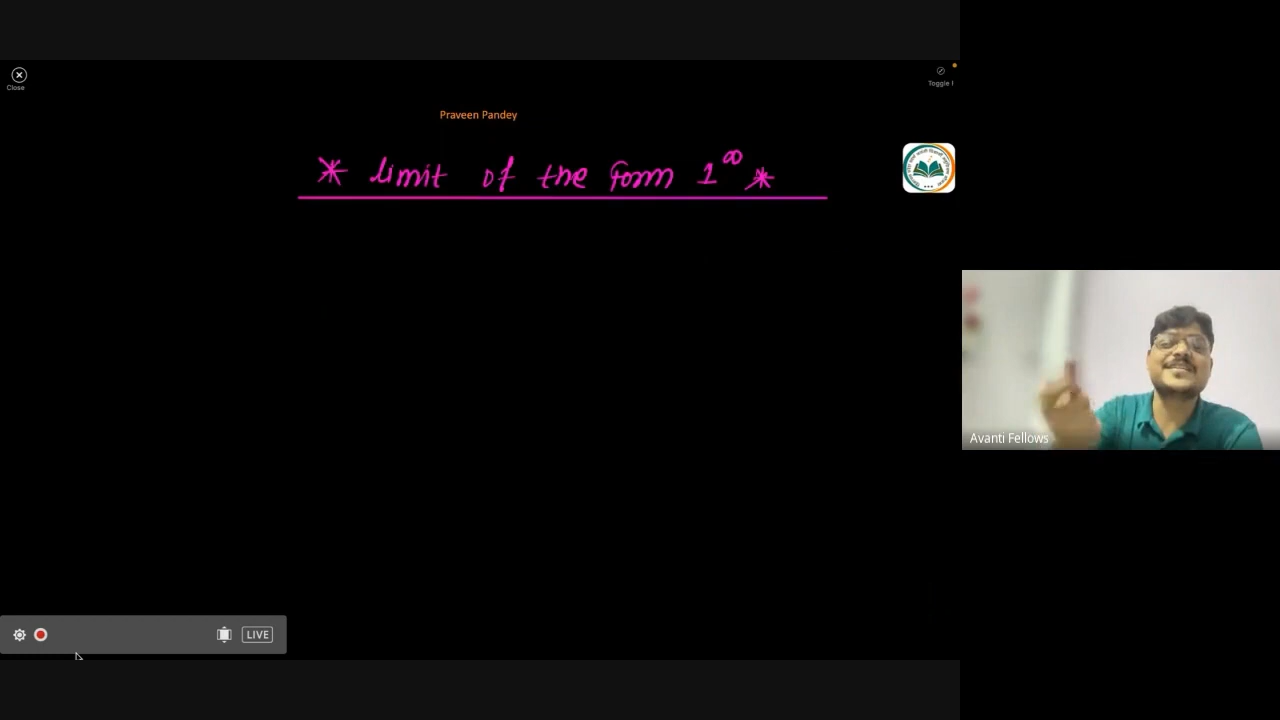 Close
Toggle !
Praveen Pandey
* limit of the form 1^∞ *
Avanti Fellows
LIVE